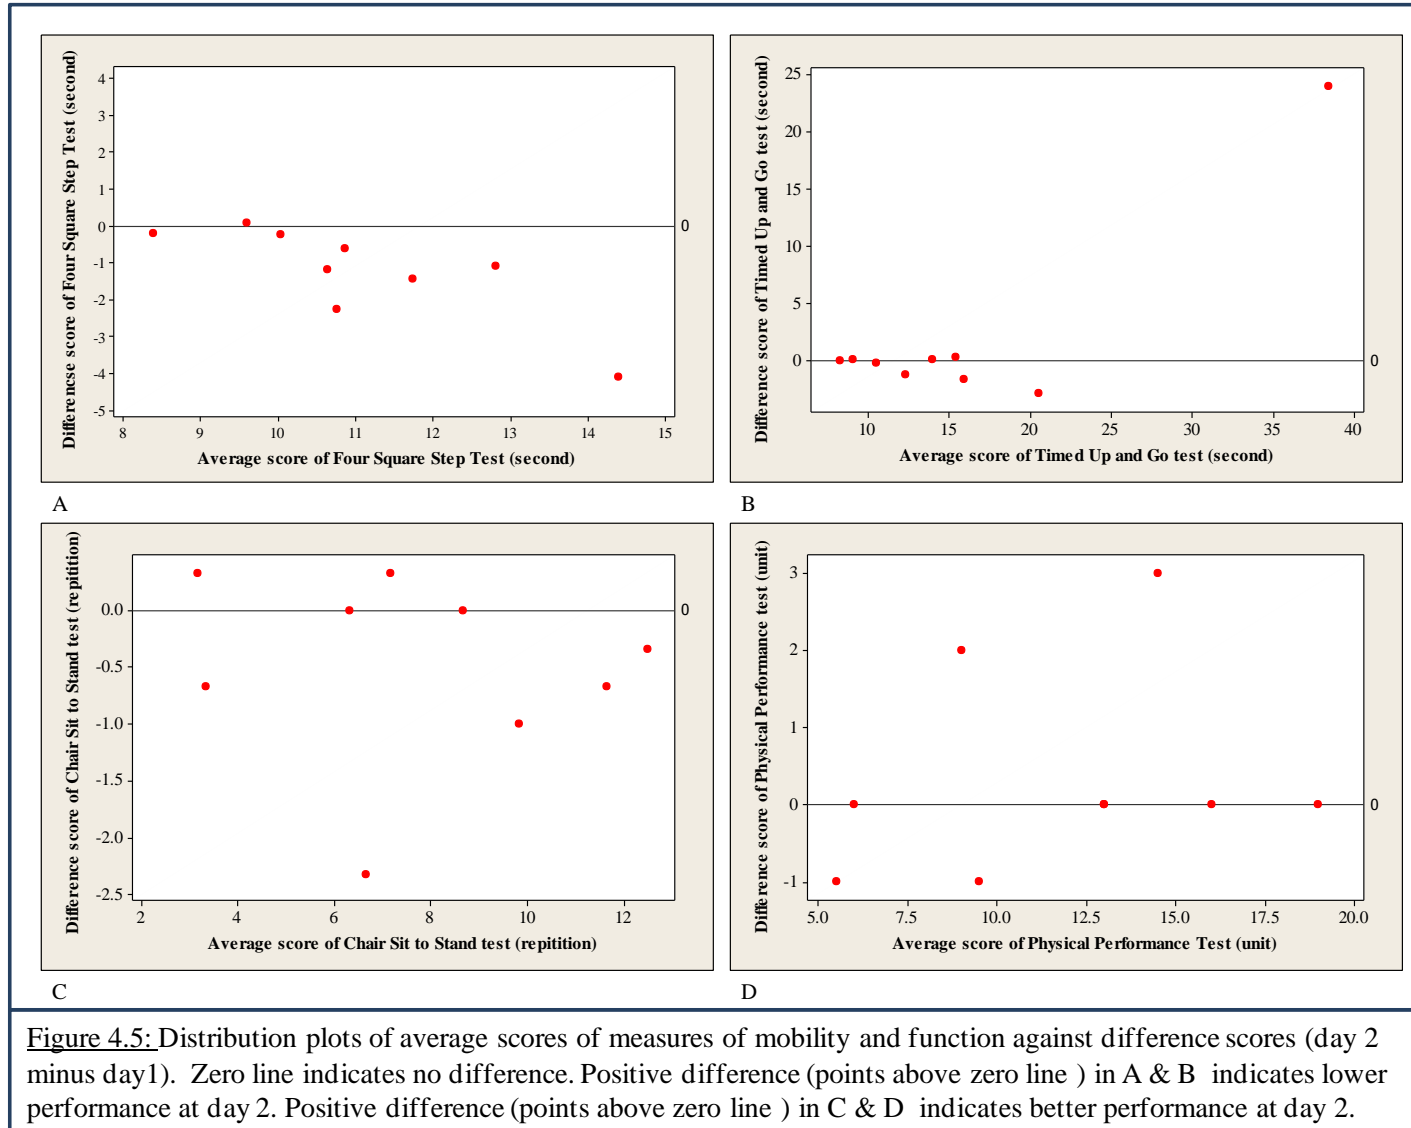 Differencse score of Four Square Step Test (second)
4
3
2
1
0
-1
-2
-3
-4
-5
0
8 9 10 11 12 13 14 15
Average score of Four Square Step Test (second)
A
Difference score of Timed Up and Go test (second)
25
20
15
10
5
0
0
10 15 20 25 30 35 40
Average score of Timed Up and Go test (second)
B
Difference score of Chair Sit to Stand test (repitition)
0.0
-0.5
-1.0
-1.5
-2.0
-2.5
0
2 4 6 8 10 12
Average score of Chair Sit to Stand test (repitition)
C
Difference score of Physical Performance test (unit)
3
2
1
0
-1
0
5.0 7.5 10.0 12.5 15.0 17.5 20.0
Average score of Physical Performance Test (unit)
D
Figure 4.5: Distribution plots of average scores of measures of mobility and function against difference scores (day 2
minus day1). Zero line indicates no difference. Positive difference (points above zero line ) in A & B indicates lower
performance at day 2. Positive difference (points above zero line ) in C & D indicates better performance at day 2.